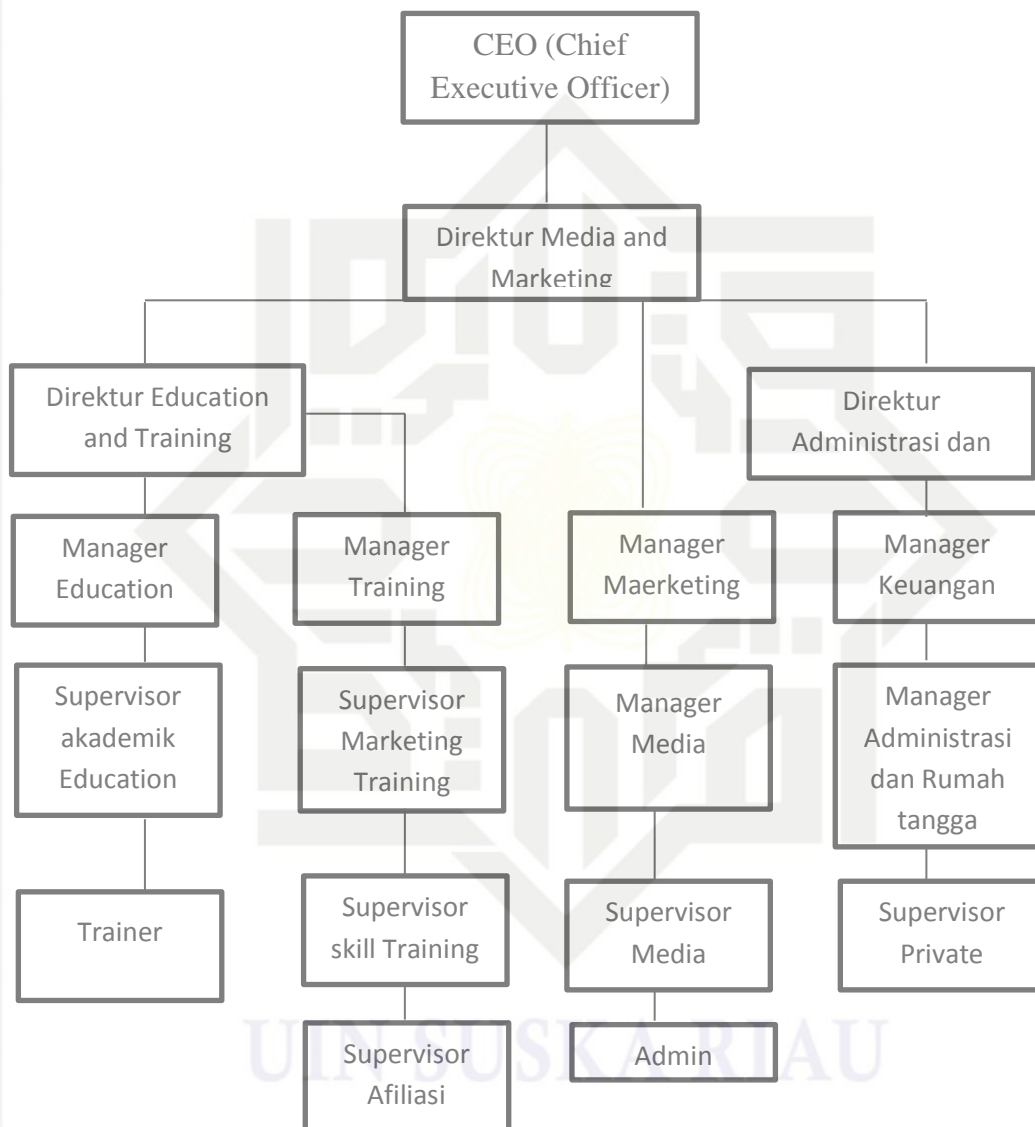 CEO (Chief
Executive Officer)
Direktur Media and
Marketing
Direktur Education
and Training
Direktur
Administrasi dan
Manager
Education
Manager
Training
Manager
Maerketing
Manager
Keuangan
Supervisor
akademik
Education
Supervisor
Marketing
Training
Manager
Media
Manager
Administrasi
dan Rumah
tangga
Trainer
Supervisor
skill Training
Supervisor
Media
Supervisor
Private
Supervisor
Afiliasi
Admin
UIN SUSKA RIAU